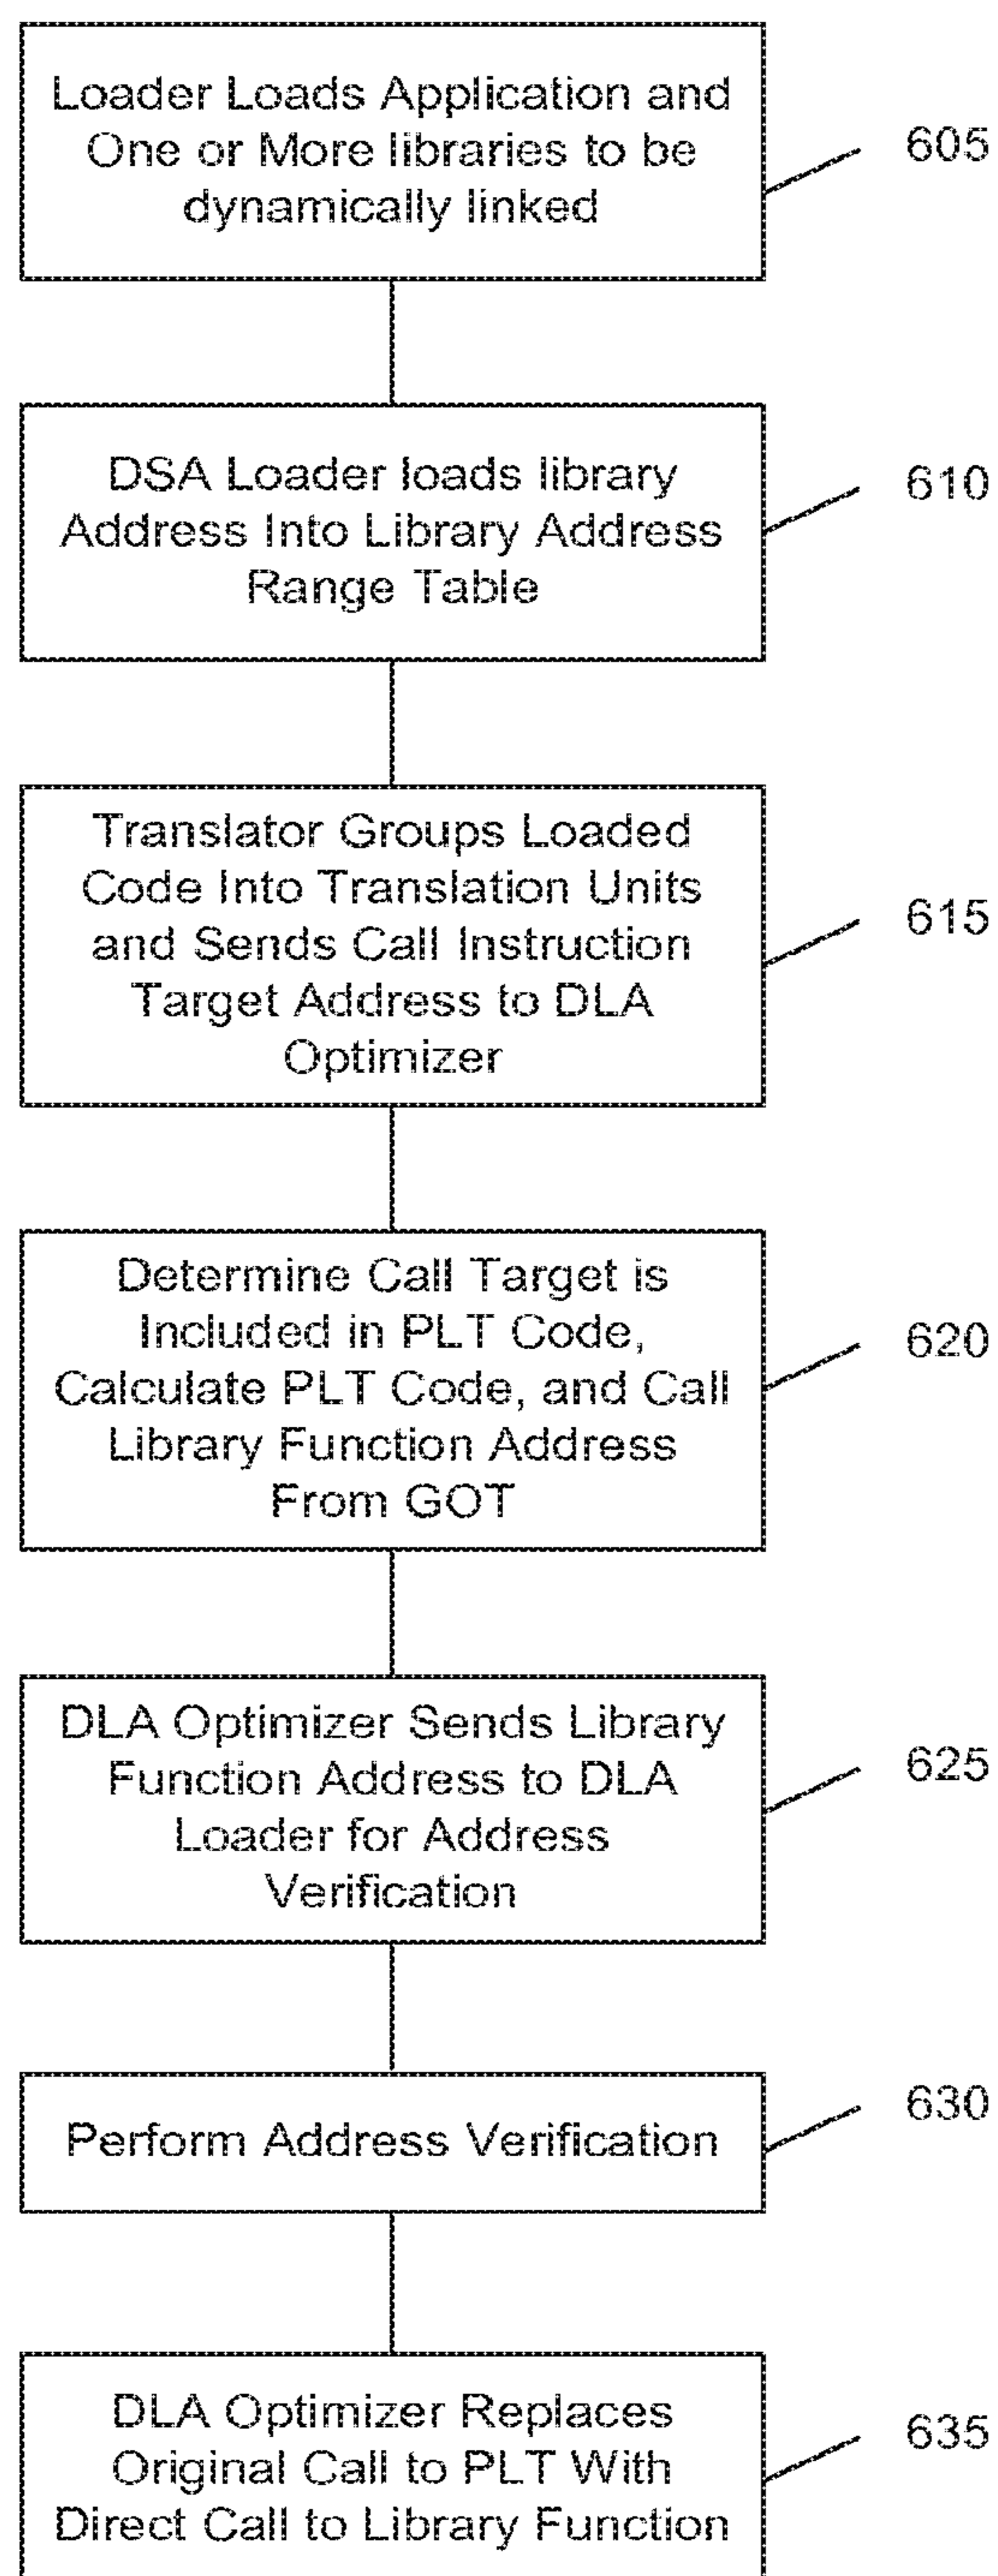 Loader Loads Application and
One or More libraries to be
dynamically linked
605
DSA Loader loads library
Address Into Library Address
Range Table
610
Translator Groups Loaded
Code Into Translation Units
and Sends Call Instruction
Target Address to DLA
Optimizer
615
Determine Call Target is
Included in PLT Code,
Calculate PLT Code, and Call
Library Function Address
From GOT
620
DLA Optimizer Sends Library
Function Address to DLA
Loader for Address
Verification
625
Perform Address Verification
630
DLA Optimizer Replaces
Original Call to PLT With
Direct Call to Library Function
635